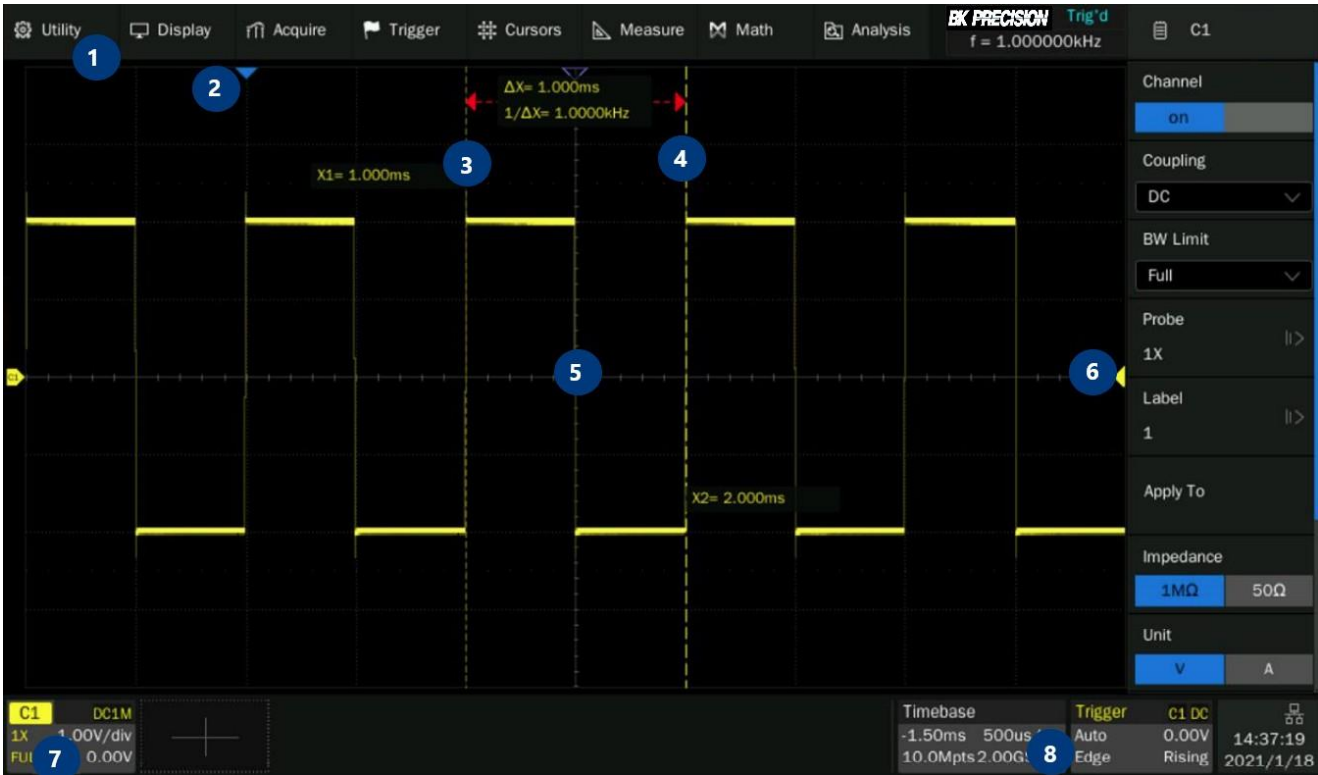 Utility Display Acquire Trigger Cursors Measure Math Analysis BK PRECISION Trig'd C1
f = 1.000000kHz
1
2
ΔX= 1.000ms
1/ΔX= 1.0000kHz
3
4
X1= 1.000ms
5
6
X2= 2.000ms
Channel
on
Coupling
DC
BW Limit
Full
Probe
1X
Label
1
Apply To
Impedance
1MΩ 50Ω
Unit
V A
C1 DC1M
1X 1.00V/div
0.00V
7
Timebase
-1.50ms 500us
10.0Mpts 2.00G
8
Trigger C1 DC
Auto 0.00V
Edge Rising
14:37:19
2021/1/18
C1